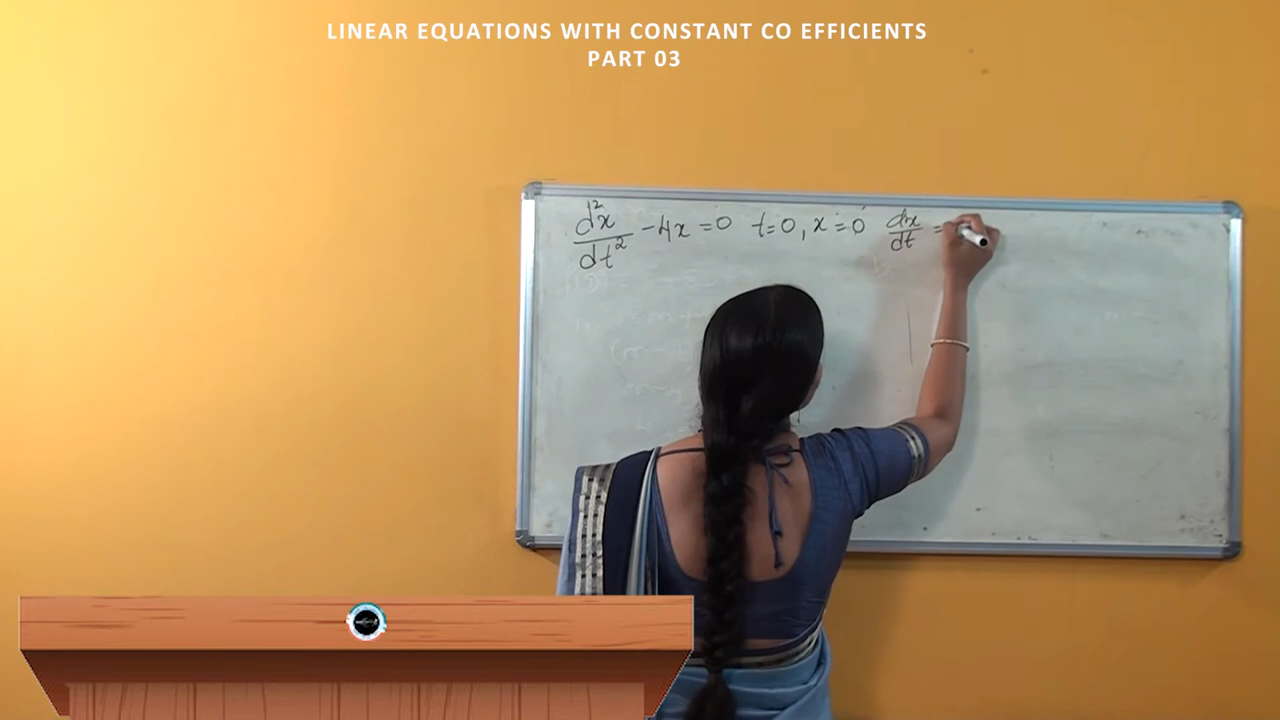 LINEAR EQUATIONS WITH CONSTANT CO EFFICIENTS
PART 03
d²x/dt² - 4x = 0 t=0, x=0 dx/dt =